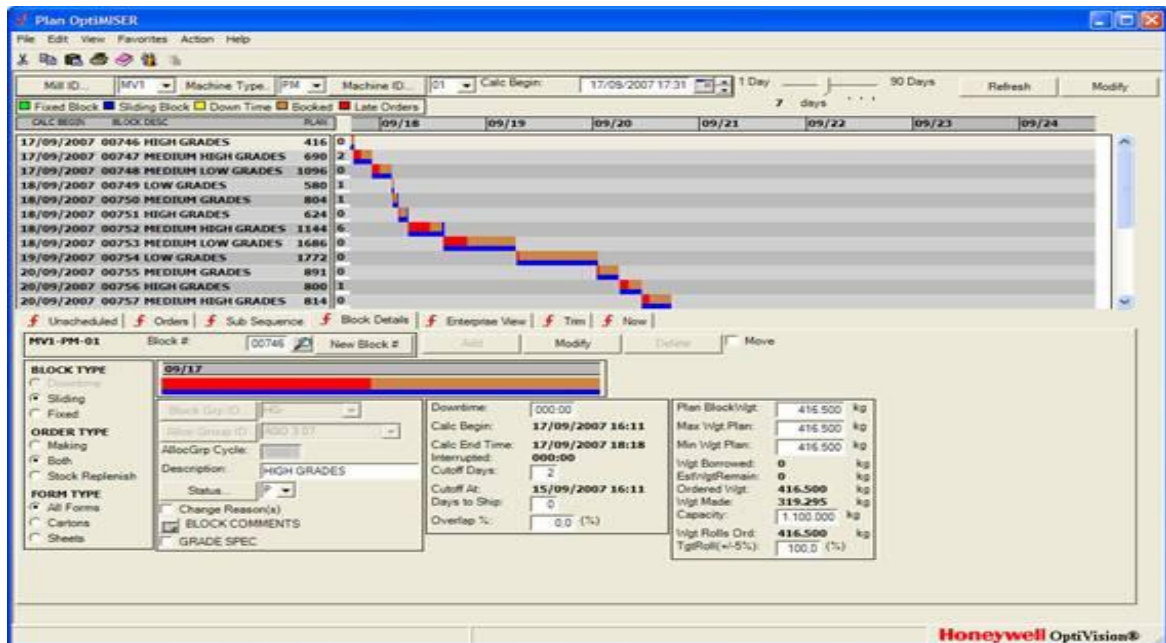 Plan OptiMISER
File Edit View Favorites Action Help
Mill ID... MV1 Machine Type.. PM Machine ID... 01 Calc Begin: 17/09/2007 17:31 1 Day 90 Days Refresh Modify
7 days
Fixed Block Sliding Block Down Time Booked Late Orders
CALC BEGIN BLOCK DESC PLAN 09/18 09/19 09/20 09/21 09/22 09/23 09/24
17/09/2007 00746 HIGH GRADES 416 0
17/09/2007 00747 MEDIUM HIGH GRADES 690 2
17/09/2007 00748 MEDIUM LOW GRADES 1096 0
18/09/2007 00749 LOW GRADES 580 1
18/09/2007 00750 MEDIUM GRADES 804 1
18/09/2007 00751 HIGH GRADES 624 0
18/09/2007 00752 MEDIUM HIGH GRADES 1144 6
18/09/2007 00753 MEDIUM LOW GRADES 1686 0
19/09/2007 00754 LOW GRADES 1772 0
20/09/2007 00755 MEDIUM GRADES 891 0
20/09/2007 00756 HIGH GRADES 800 1
20/09/2007 00757 MEDIUM HIGH GRADES 814 0
Unscheduled Orders Sub Sequence Block Details Enterprise View Trim Now
MV1-PM-01 Block #: 00746 New Block # Add Modify Delete Move
BLOCK TYPE
Downtime
Sliding
Fixed
ORDER TYPE
Making
Both
Stock Replenish
FORM TYPE
All Forms
Cartons
Sheets
09/17
Block Grp ID...
Alloc Group ID
AllocGrp Cycle:
Description: HIGH GRADES
Status... P
Change Reason(s)
BLOCK COMMENTS
GRADE SPEC
Downtime: 000:00
Calc Begin: 17/09/2007 16:11
Calc End Time: 17/09/2007 18:18
Interrupted: 000:00
Cutoff Days: 2
Cutoff At: 15/09/2007 16:11
Days to Ship: 0
Overlap %: 0,0 (%)
Plan BlockWgt: 416.500 kg
Max Wgt Plan: 416.500 kg
Min Wgt Plan: 416.500 kg
Wgt Borrowed: 0 kg
EstWgtRemain: 0 kg
Ordered Wgt: 416.500 kg
Wgt Made: 319.295 kg
Capacity: 1.100.000 kg
Wgt Rolls Ord: 416.500 kg
TgtRoll(+/-5%): 100,0 (%)
Honeywell OptiVision®